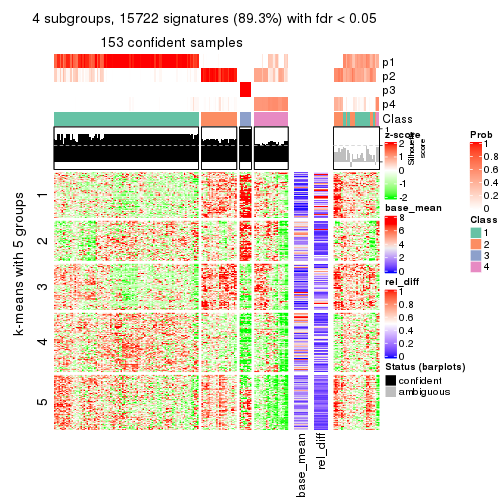 4 subgroups, 15722 signatures (89.3%) with fdr < 0.05
153 confident samples
p1
p2
p3
p4
Class
1
Silhouette
score
k-means with 5 groups
1
2
3
4
5
base_mean
rel_diff
z-score
2
1
0
-2
base_mean
8
6
4
2
0
rel_diff
1
0.8
0.6
0.4
0.2
0
Status (barplots)
confident
ambiguous
Prob
1
0.8
0.6
0.4
0.2
0
Class
1
2
3
4